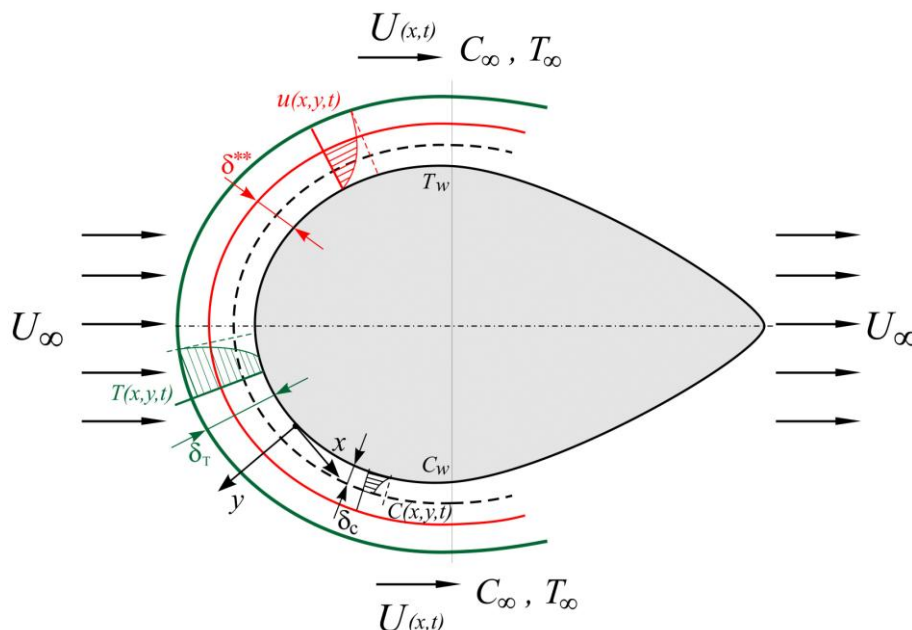 U(x,t)
C∞ , T∞
u(x,y,t)
δ**
Tw
U∞
U∞
T(x,y,t)
δT
x
Cw
y
δc
C(x,y,t)
C∞ , T∞
U(x,t)